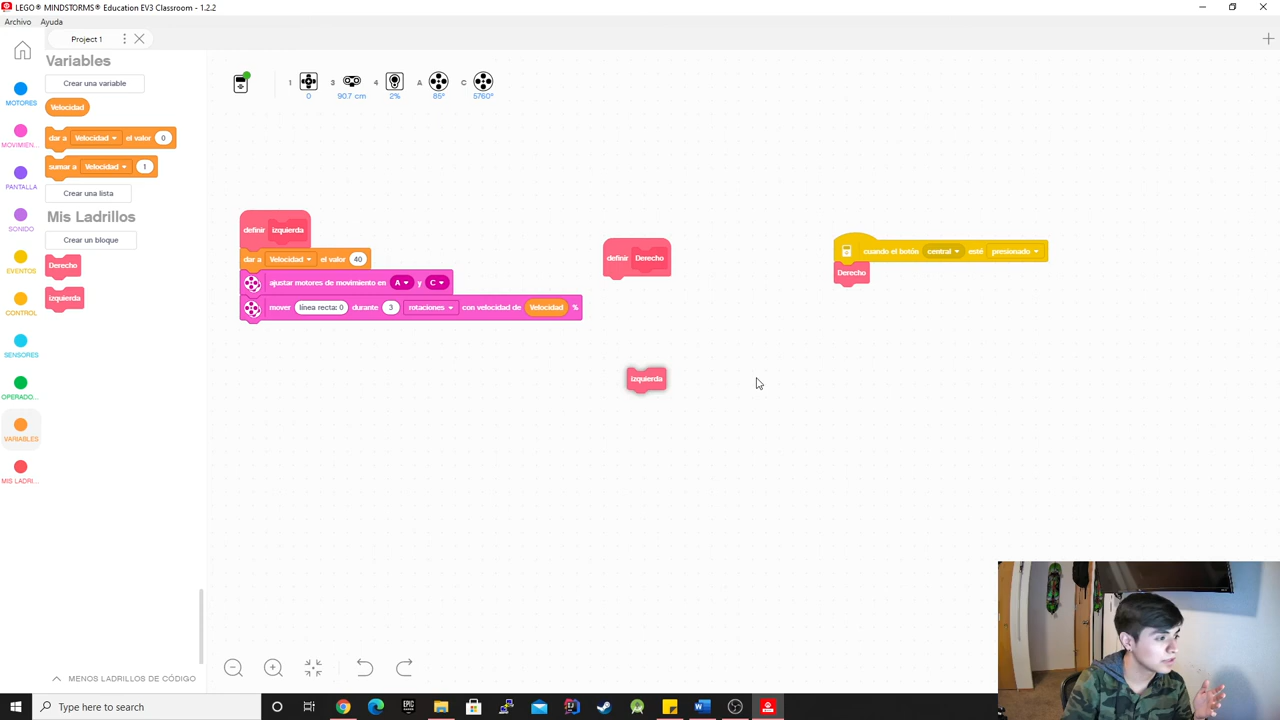 LEGO® MINDSTORMS® Education EV3 Classroom - 1.2.2
Archivo Ayuda
Project 1
Variables
Crear una variable
Velocidad
dar a Velocidad el valor 0
sumar a Velocidad 1
Crear una lista
Mis Ladrillos
Crear un bloque
Derecho
izquierda
MOTORES
MOVIMIEN...
PANTALLA
SONIDO
EVENTOS
CONTROL
SENSORES
OPERADO...
VARIABLES
MIS LADRI...
1 3 4 A C
0 90.7 cm 2% 85° 5760°
definir izquierda
dar a Velocidad el valor 40
ajustar motores de movimiento en A y C
mover línea recta: 0 durante 3 rotaciones con velocidad de Velocidad %
definir Derecho
izquierda
cuando el botón central esté presionado
Derecho
MENOS LADRILLOS DE CÓDIGO
Type here to search